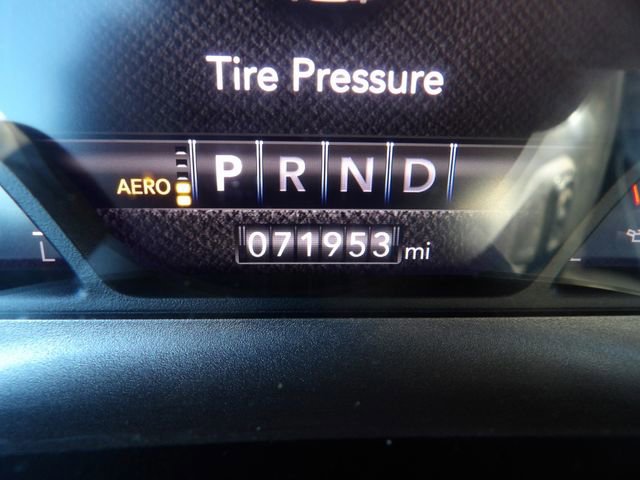 Tire Pressure
AERO P R N D
071953 mi